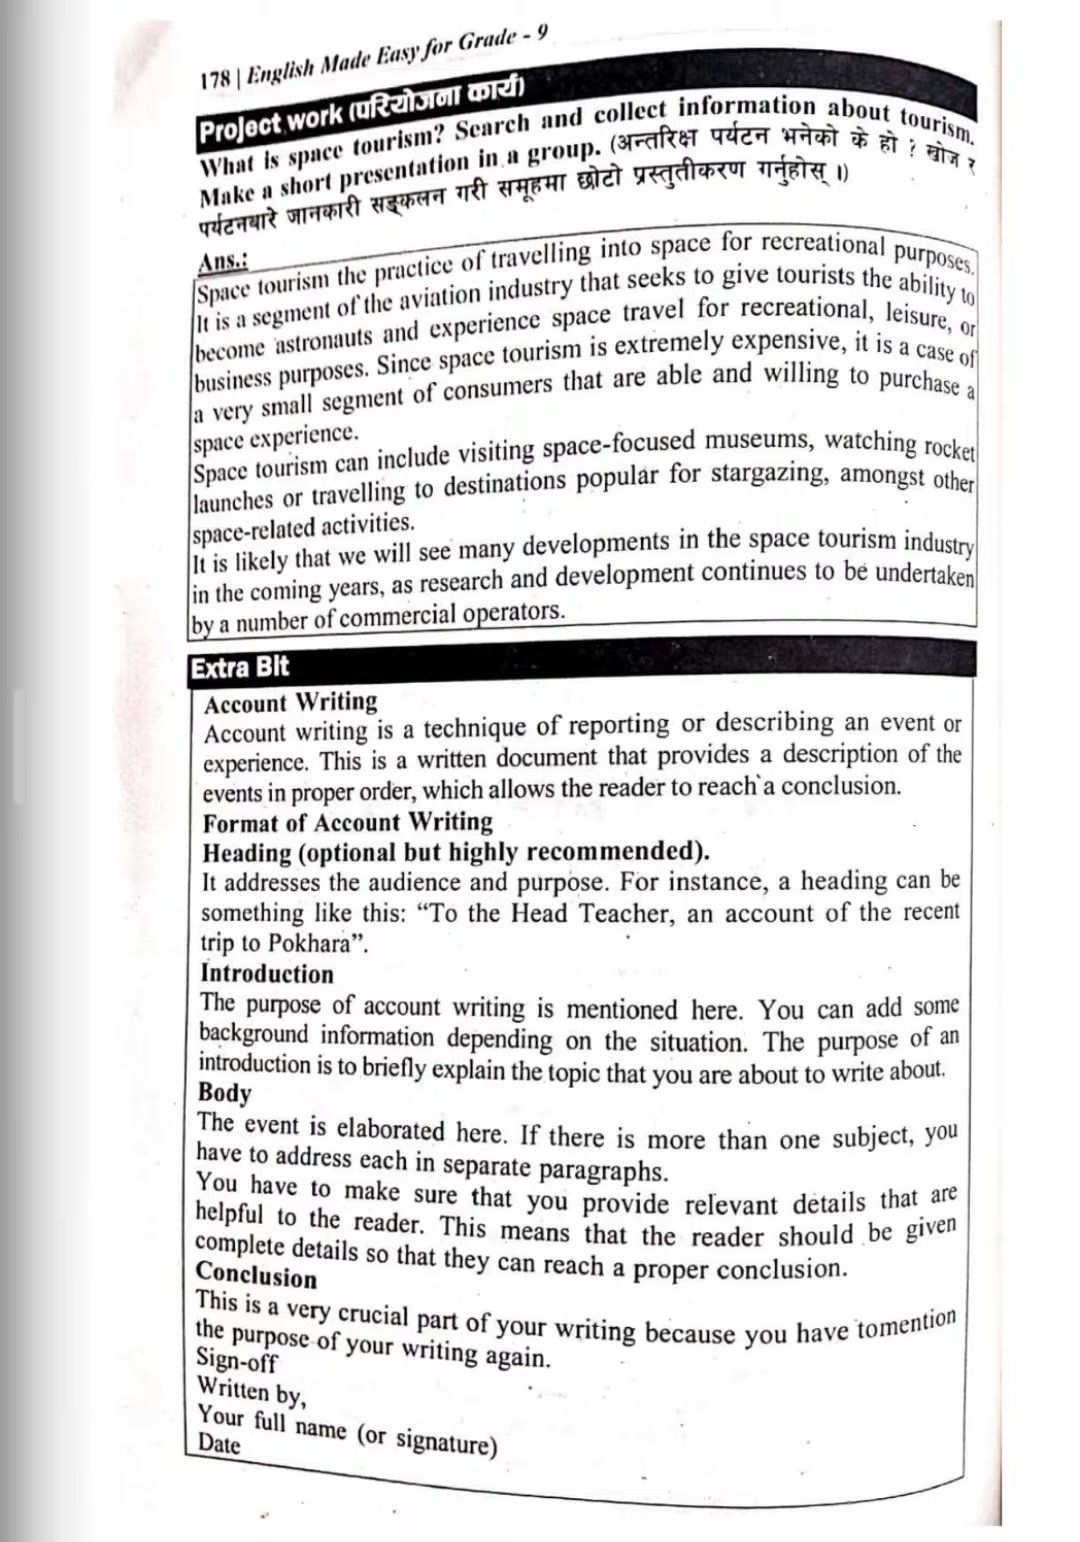 178 | English Made Easy for Grade - 9
Project work (परियोजना कार्य)
What is space tourism? Search and collect information about tourism.
Make a short presentation in a group. (अन्तरिक्ष पर्यटन भनेको के हो ? खोज र
पर्यटनबारे जानकारी सङ्कलन गरी समूहमा छोटो प्रस्तुतीकरण गर्नुहोस् ।)
Ans.:
Space tourism the practice of travelling into space for recreational purposes.
It is a segment of the aviation industry that seeks to give tourists the ability to
become astronauts and experience space travel for recreational, leisure, or
business purposes. Since space tourism is extremely expensive, it is a case of
a very small segment of consumers that are able and willing to purchase a
space experience.
Space tourism can include visiting space-focused museums, watching rocket
launches or travelling to destinations popular for stargazing, amongst other
space-related activities.
It is likely that we will see many developments in the space tourism industry
in the coming years, as research and development continues to be undertaken
by a number of commercial operators.
Extra Bit
Account Writing
Account writing is a technique of reporting or describing an event or
experience. This is a written document that provides a description of the
events in proper order, which allows the reader to reach a conclusion.
Format of Account Writing
Heading (optional but highly recommended).
It addresses the audience and purpose. For instance, a heading can be
something like this: “To the Head Teacher, an account of the recent
trip to Pokhara”.
Introduction
The purpose of account writing is mentioned here. You can add some
background information depending on the situation. The purpose of an
introduction is to briefly explain the topic that you are about to write about.
Body
The event is elaborated here. If there is more than one subject, you
have to address each in separate paragraphs.
You have to make sure that you provide relevant details that are
helpful to the reader. This means that the reader should be given
complete details so that they can reach a proper conclusion.
Conclusion
This is a very crucial part of your writing because you have tomention
the purpose of your writing again.
Sign-off
Written by,
Your full name (or signature)
Date